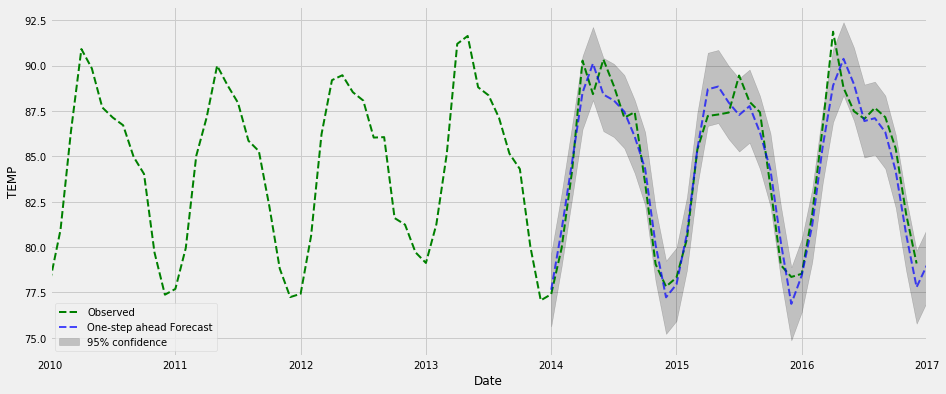 92.5
90.0
87.5
85.0
82.5
80.0
77.5
75.0
TEMP
Observed
One-step ahead Forecast
95% confidence
2010 2011 2012 2013 2014 2015 2016 2017
Date